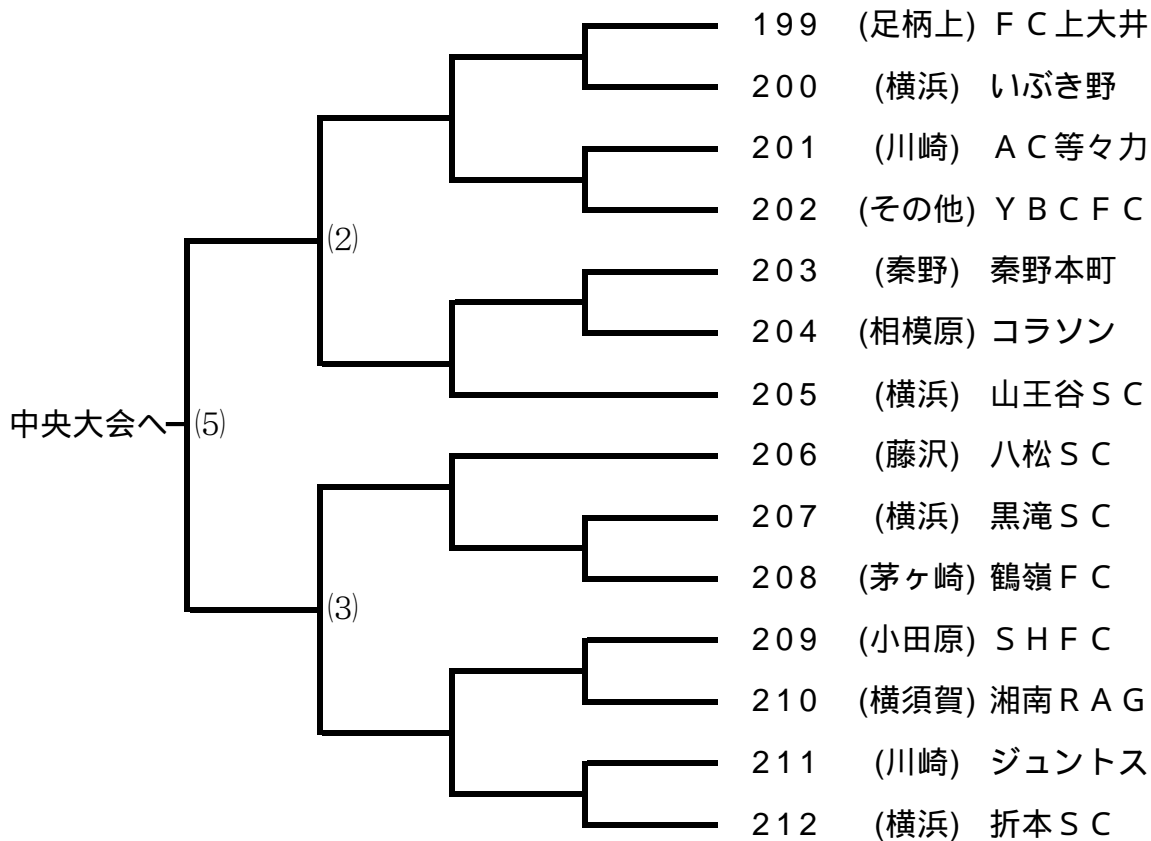 199 (足柄上) ＦＣ上大井
200 (横浜) いぶき野
201 (川崎) ＡＣ等々力
202 (その他) ＹＢＣＦＣ
(2)
203 (秦野) 秦野本町
204 (相模原) コラソン
205 (横浜) 山王谷ＳＣ
中央大会へ (5)
206 (藤沢) 八松ＳＣ
207 (横浜) 黒滝ＳＣ
208 (茅ヶ崎) 鶴嶺ＦＣ
(3)
209 (小田原) ＳＨＦＣ
210 (横須賀) 湘南ＲＡＧ
211 (川崎) ジュントス
212 (横浜) 折本ＳＣ